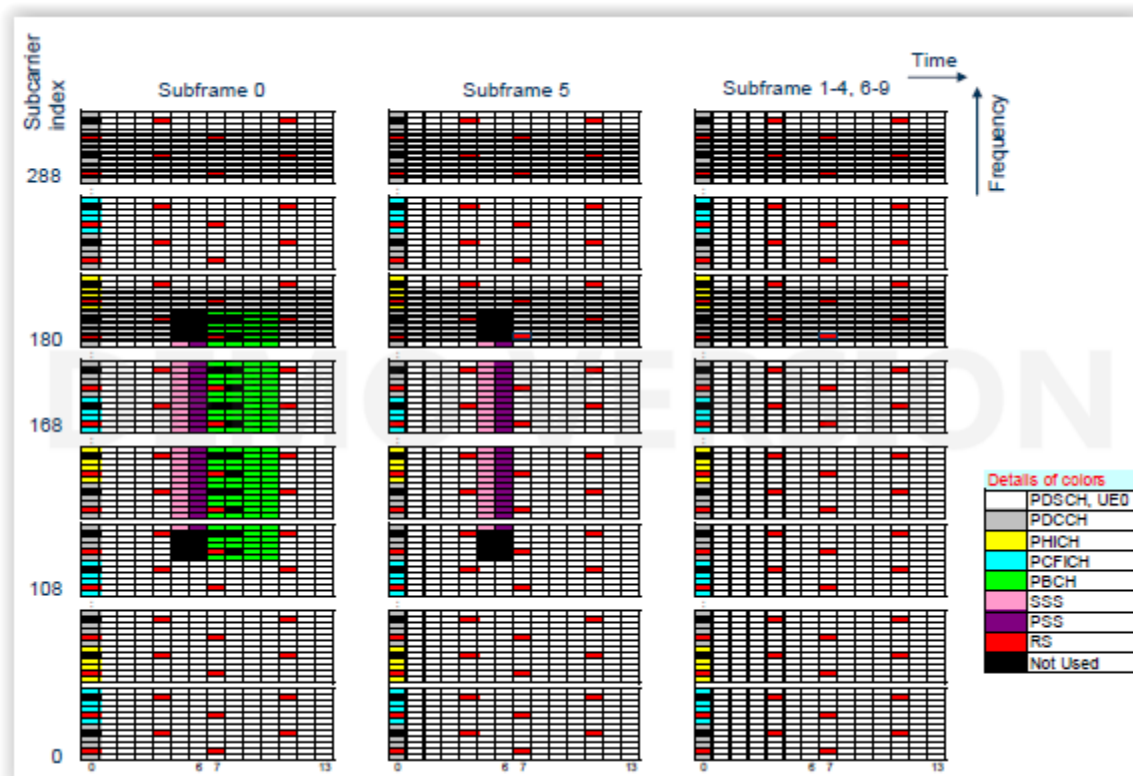 Subcarrier
index
Time
Frequency
Subframe 0
Subframe 5
Subframe 1-4, 6-9
288
180
168
108
0
0 6 7 13
0 6 7 13
0 6 7 13
Details of colors
PDSCH, UE0
PDCCH
PHICH
PCFICH
PBCH
SSS
PSS
RS
Not Used
DEMO VERSION